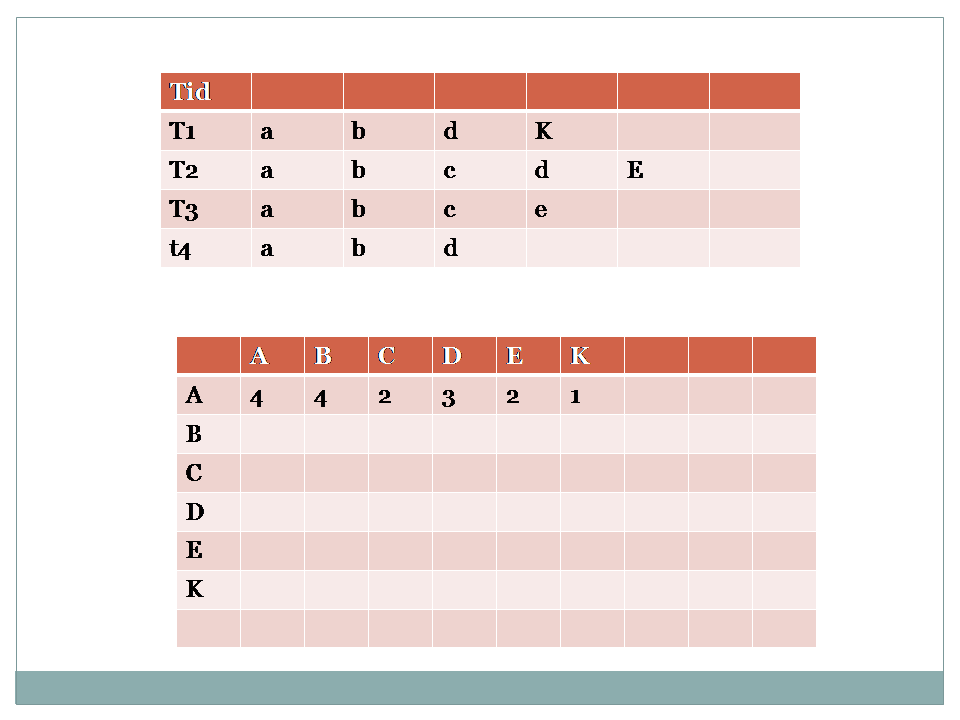 Tid
T1 a b d K
T2 a b c d E
T3 a b c e
t4 a b d
A B C D E K
A 4 4 2 3 2 1
B
C
D
E
K